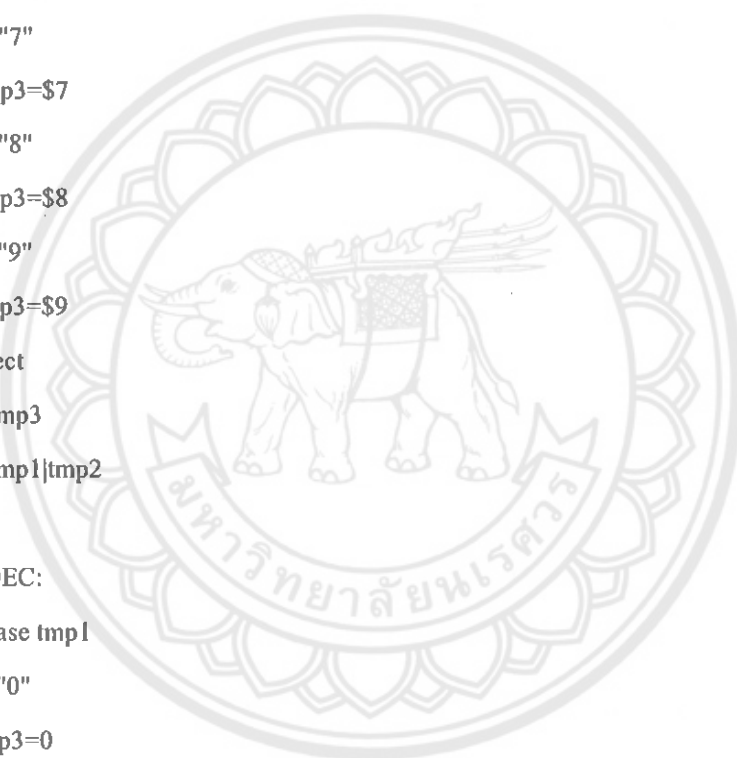 "7"
p3=$7
"8"
p3=$8
"9"
p3=$9
ect
mp3
mp1|tmp2
EC:
ase tmp1
"0"
p3=0
มหาวิทยาลัยนเรศวร